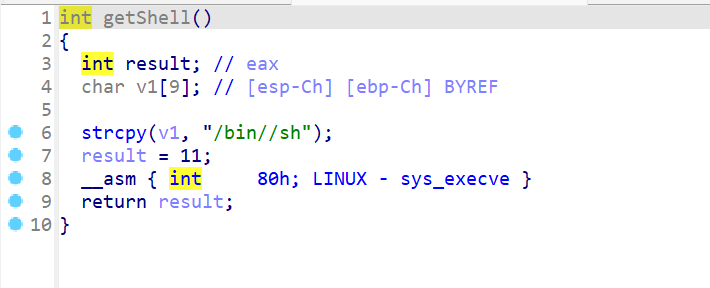 1 int getShell()
2 {
3 int result; // eax
4 char v1[9]; // [esp-Ch] [ebp-Ch] BYREF
5
6 strcpy(v1, "/bin//sh");
7 result = 11;
8 __asm { int 80h; LINUX - sys_execve }
9 return result;
10 }